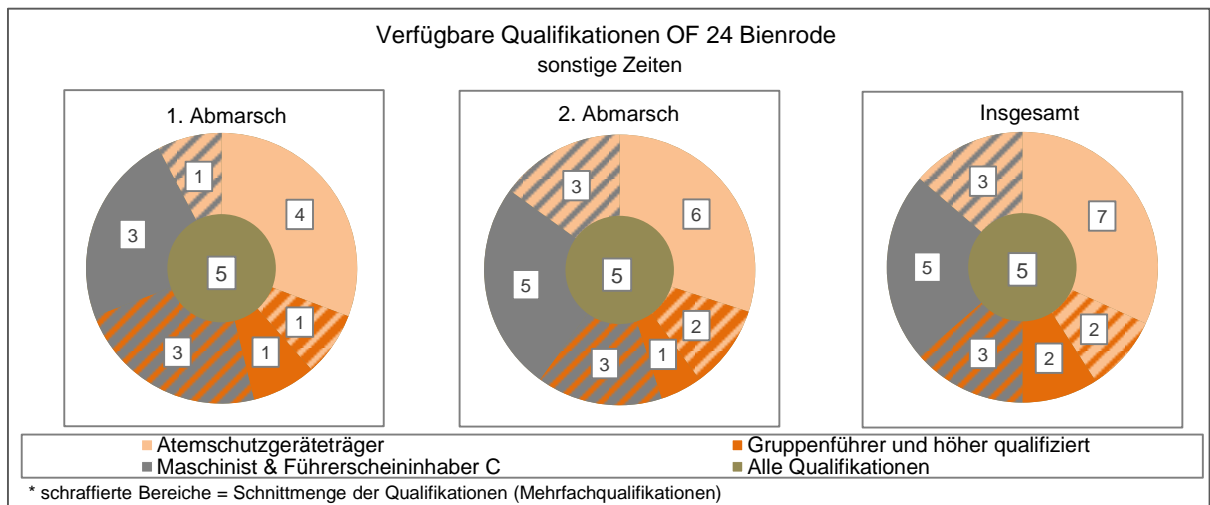 Verfügbare Qualifikationen OF 24 Bienrode
sonstige Zeiten
1. Abmarsch
1
4
3
5
1
1
3
2. Abmarsch
3
6
5
5
2
1
3
Insgesamt
3
7
5
5
2
2
3
Atemschutzgeräteträger
Gruppenführer und höher qualifiziert
Maschinist & Führerscheininhaber C
Alle Qualifikationen
* schraffierte Bereiche = Schnittmenge der Qualifikationen (Mehrfachqualifikationen)